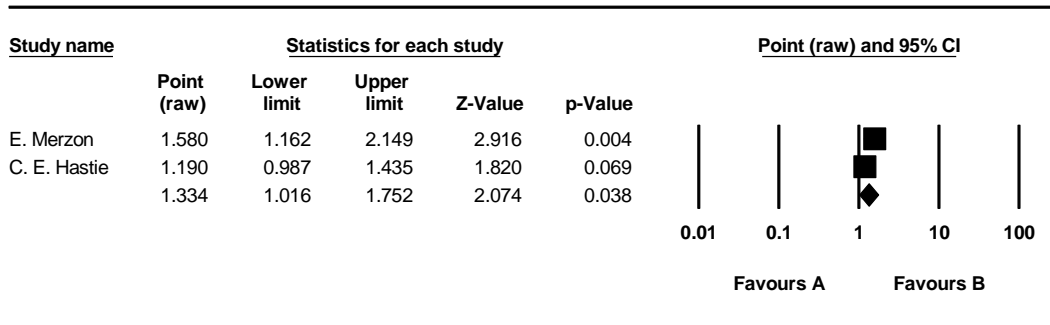 Study name Statistics for each study Point (raw) and 95% CI
Point Lower Upper
(raw) limit limit Z-Value p-Value
E. Merzon 1.580 1.162 2.149 2.916 0.004
C. E. Hastie 1.190 0.987 1.435 1.820 0.069
1.334 1.016 1.752 2.074 0.038
0.01 0.1 1 10 100
Favours A Favours B